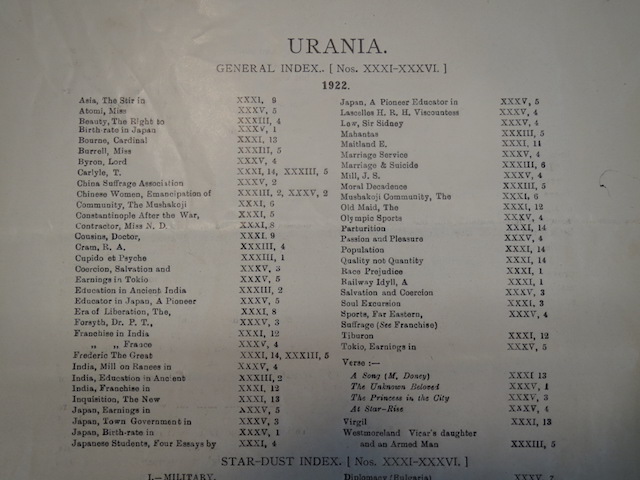 URANIA.
GENERAL INDEX.. [ Nos. XXXI-XXXVI. ]
1922.
Asia, The Stir in XXXI, 9
Atomi, Miss XXXV, 5
Beauty, The Right to XXXIII, 4
Birth-rate in Japan XXXV, 1
Bourne, Cardinal XXXI, 13
Burrell, Miss XXXIII, 5
Byron, Lord XXXV, 4
Carlyle, T. XXXI, 14, XXXIII, 5
China Suffrage Association XXXV, 2
Chinese Women, Emancipation of XXXIII, 2, XXXV, 2
Community, The Mushakoji XXXI, 6
Constantinople After the War, XXXI, 5
Contractor, Miss N. D. XXXI, 8
Cousins, Doctor, XXXI, 9
Cram, R. A. XXXIII, 4
Cupido et Psyche XXXIII, 1
Coercion, Salvation and XXXV, 3
Earnings in Tokio XXXV, 5
Education in Ancient India XXXIII, 2
Educator in Japan, A Pioneer XXXV, 5
Era of Liberation, The, XXXI, 8
Forsyth, Dr. P. T., XXXV, 3
Franchise in India XXXI, 12
„ „ France XXXV, 4
Frederic The Great XXXI, 14, XXXIII, 5
India, Mill on Ranees in XXXV, 4
India, Education in Ancient XXXIII, 2
India, Franchise in XXXI, 12
Inquisition, The New XXXI, 13
Japan, Earnings in XXXV, 5
Japan, Town Government in XXXV, 3
Japan, Birth-rate in XXXV, 1
Japanese Students, Four Essays by XXXI, 4
Japan, A Pioneer Educator in XXXV, 5
Lascelles H. R. H. Viscountess XXXV, 4
Low, Sir Sidney XXXV, 4
Mahantas XXXIII, 5
Maitland E. XXXI, 11
Marriage Service XXXV, 4
Marriage & Suicide XXXIII, 6
Mill, J. S. XXXV, 4
Moral Decadence XXXIII, 5
Mushakoji Community, The XXXI, 6
Old Maid, The XXXI, 12
Olympic Sports XXXV, 4
Parturition XXXI, 14
Passion and Pleasure XXXV, 4
Population XXXI, 14
Quality not Quantity XXXI, 14
Race Prejudice XXXI, 1
Railway Idyll, A XXXI, 1
Salvation and Coercion XXXV, 3
Soul Excursion XXXI, 3
Sports, Far Eastern, XXXV, 4
Suffrage (See Franchise)
Tiburon XXXI, 12
Tokio, Earnings in XXXV, 5
Verse :—
A Song (M, Doney) XXXI 13
The Unknown Beloved XXXV, 1
The Princess in the City XXXV, 3
At Star-Rise XXXV, 4
Virgil XXXI, 13
Westmoreland Vicar's daughter
and an Armed Man XXXIII, 5
STAR-DUST INDEX. [ Nos. XXXI-XXXVI. ]
I.—MILITARY.
Diplomacy (Bulgaria)